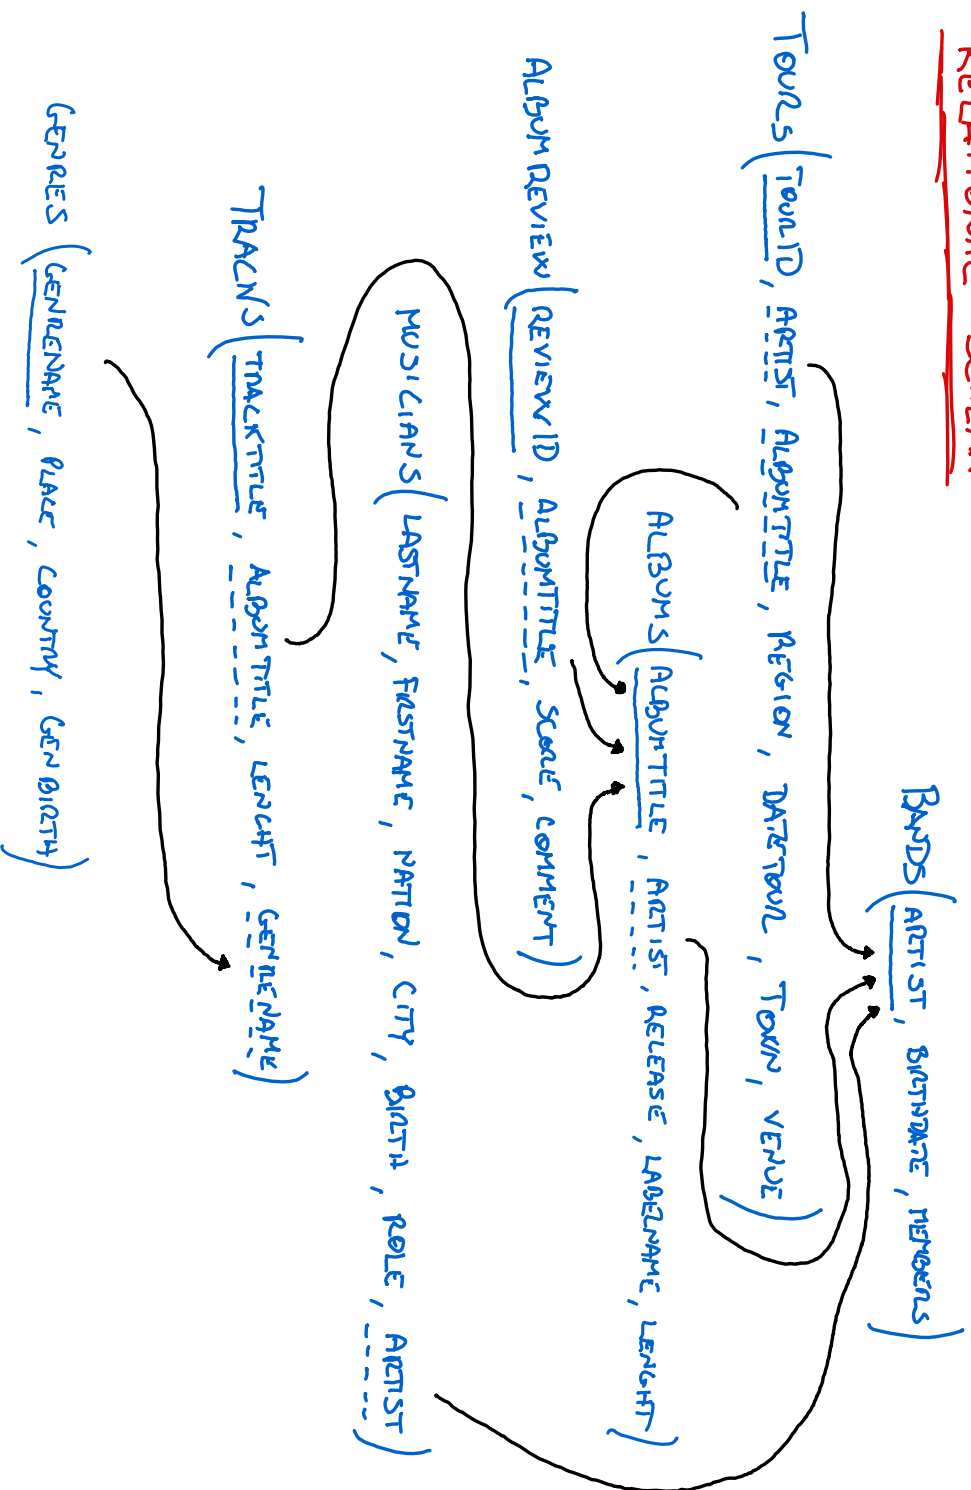 RELATIONAL SCHEMA
BANDS (ARTIST, BIRTHDATE, MEMBERS)
TOURS (TOURID, ARTIST, ALBUMTITLE, REGION, DATETOUR, TOWN, VENUE)
ALBUMS (ALBUMTITLE, ARTIST, RELEASE, LABELNAME, LENGHT)
ALBUMREVIEW (REVIEWID, ALBUMTITLE, SCORE, COMMENT)
MUSICIANS (LASTNAME, FIRSTNAME, NATION, CITY, BIRTH, ROLE, ARTIST)
TRACKS (TRACKTITLE, ALBUMTITLE, LENGHT, GENRENAME)
GENRES (GENRENAME, PLACE, COUNTRY, GENBIRTH)